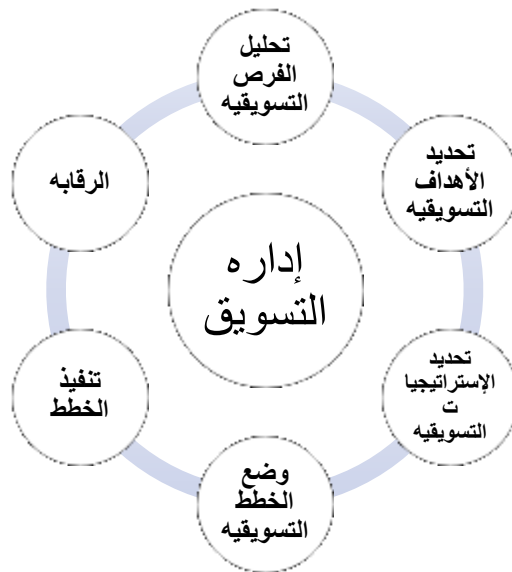 تحليل
الفرص
التسويقيه
تحديد
الأهداف
التسويقيه
تحديد
الإستراتيجيا
ت
التسويقيه
وضع
الخطط
التسويقيه
تنفيذ
الخطط
الرقابه
إداره
التسويق